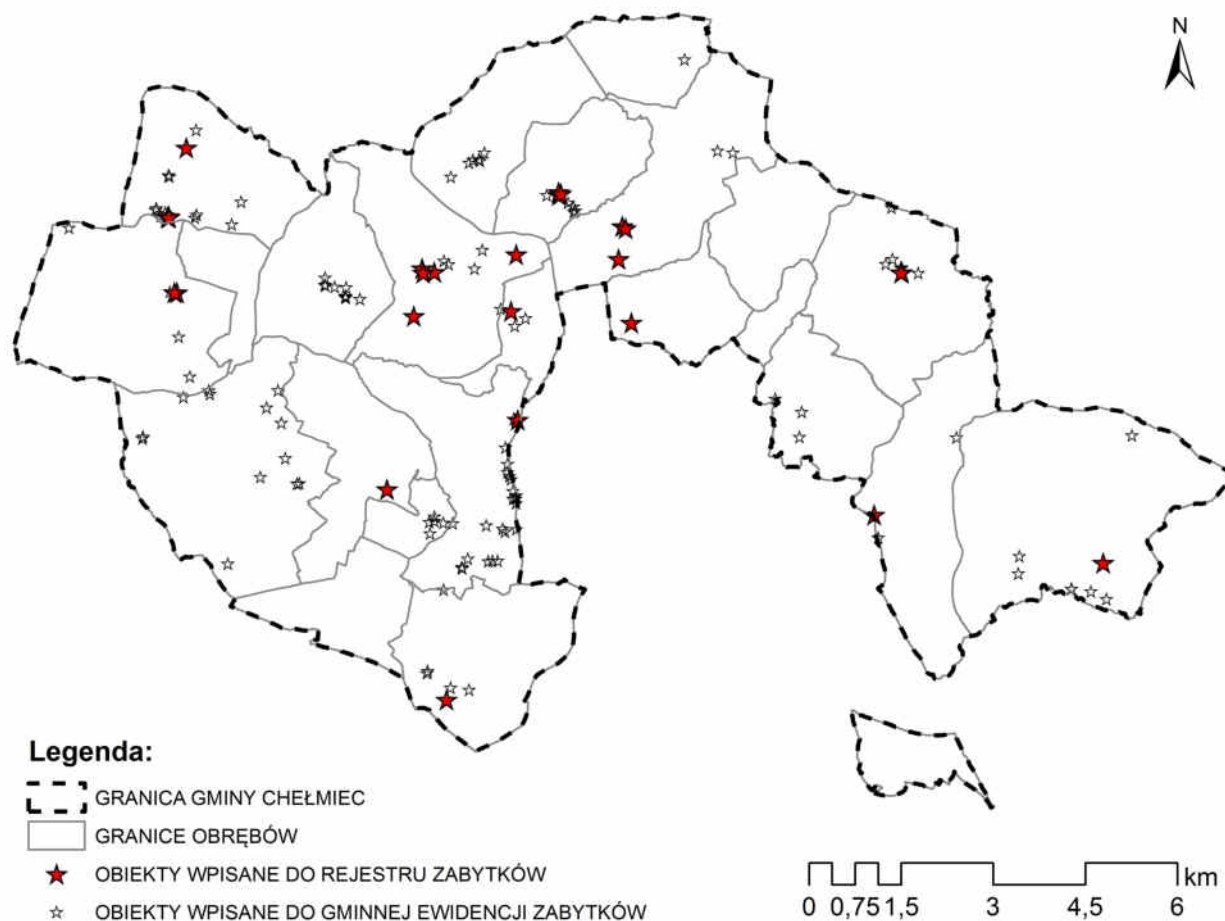 N
Legenda:
GRANICA GMINY CHEŁMIEC
GRANICE OBRĘBÓW
OBIEKTY WPISANE DO REJESTRU ZABYTKÓW
OBIEKTY WPISANE DO GMINNEJ EWIDENCJI ZABYTKÓW
km
0 0,75 1,5 3 4,5 6